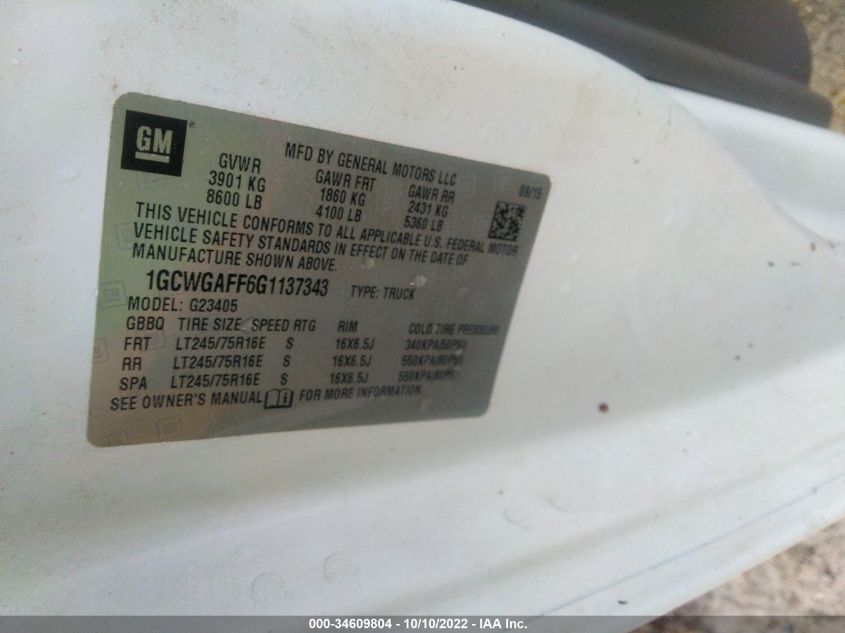 GM ®
MFD BY GENERAL MOTORS LLC
09/15
GVWR GAWR FRT GAWR RR
3901 KG 1860 KG 2431 KG
8600 LB 4100 LB 5360 LB
THIS VEHICLE CONFORMS TO ALL APPLICABLE U.S. FEDERAL MOTOR
VEHICLE SAFETY STANDARDS IN EFFECT ON THE DATE OF
MANUFACTURE SHOWN ABOVE.
1GCWGAFF6G1137343 TYPE: TRUCK
MODEL: G23405
GBBQ TIRE SIZE SPEED RTG RIM COLD TIRE PRESSURE
FRT LT245/75R16E S 16X6.5J 340KPA(50PSI)
RR LT245/75R16E S 16X6.5J 550KPA(80PSI)
SPA LT245/75R16E S 16X6.5J 550KPA(80PSI)
SEE OWNER'S MANUAL FOR MORE INFORMATION.
000-34609804 - 10/10/2022 - IAA Inc.